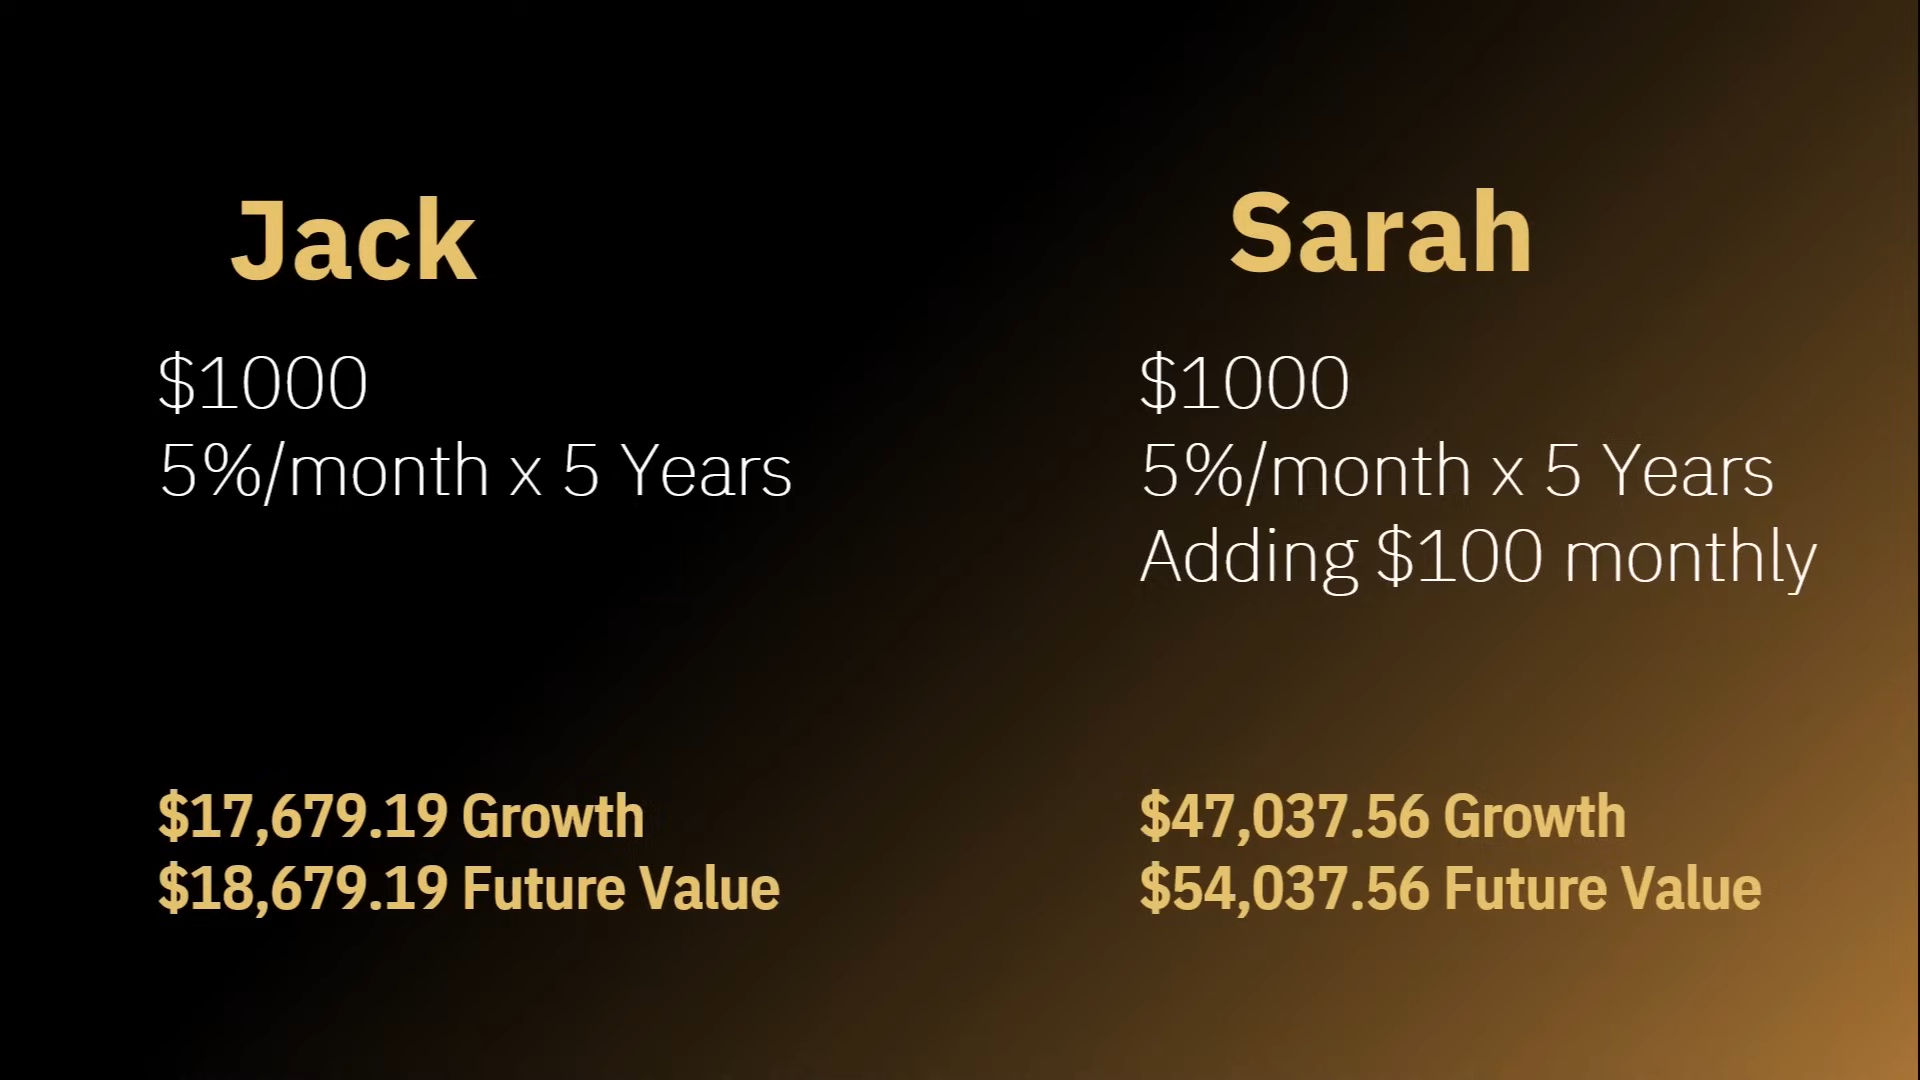 Jack
$1000
5%/month x 5 Years
$17,679.19 Growth
$18,679.19 Future Value
Sarah
$1000
5%/month x 5 Years
Adding $100 monthly
$47,037.56 Growth
$54,037.56 Future Value